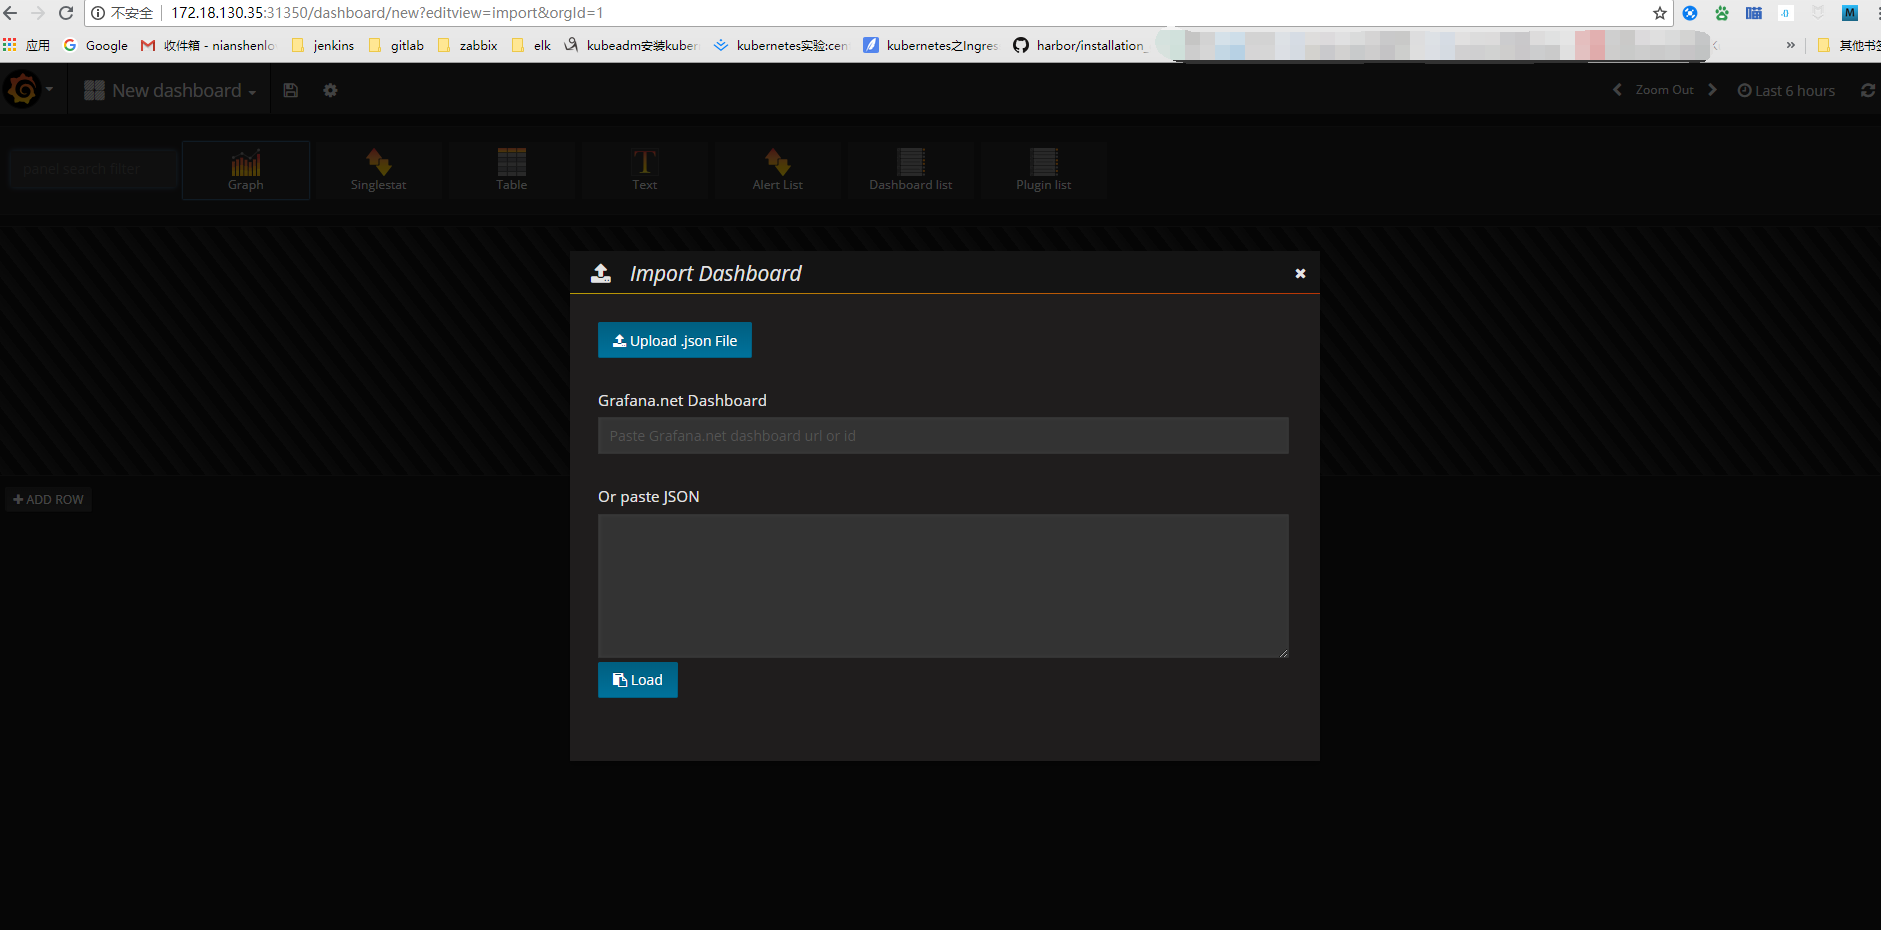 不安全 172.18.130.35:31350/dashboard/new?editview=import&orgId=1
应用 Google 收件箱 - nianshenlo jenkins gitlab zabbix elk kubeadm安装kuber kubernetes实验:cen kubernetes之Ingres harbor/installation_ » 其他书签
New dashboard Zoom Out Last 6 hours
panel search filter Graph Singlestat Table Text Alert List Dashboard list Plugin list
Import Dashboard
Upload .json File
Grafana.net Dashboard
Paste Grafana.net dashboard url or id
ADD ROW
Or paste JSON
Load